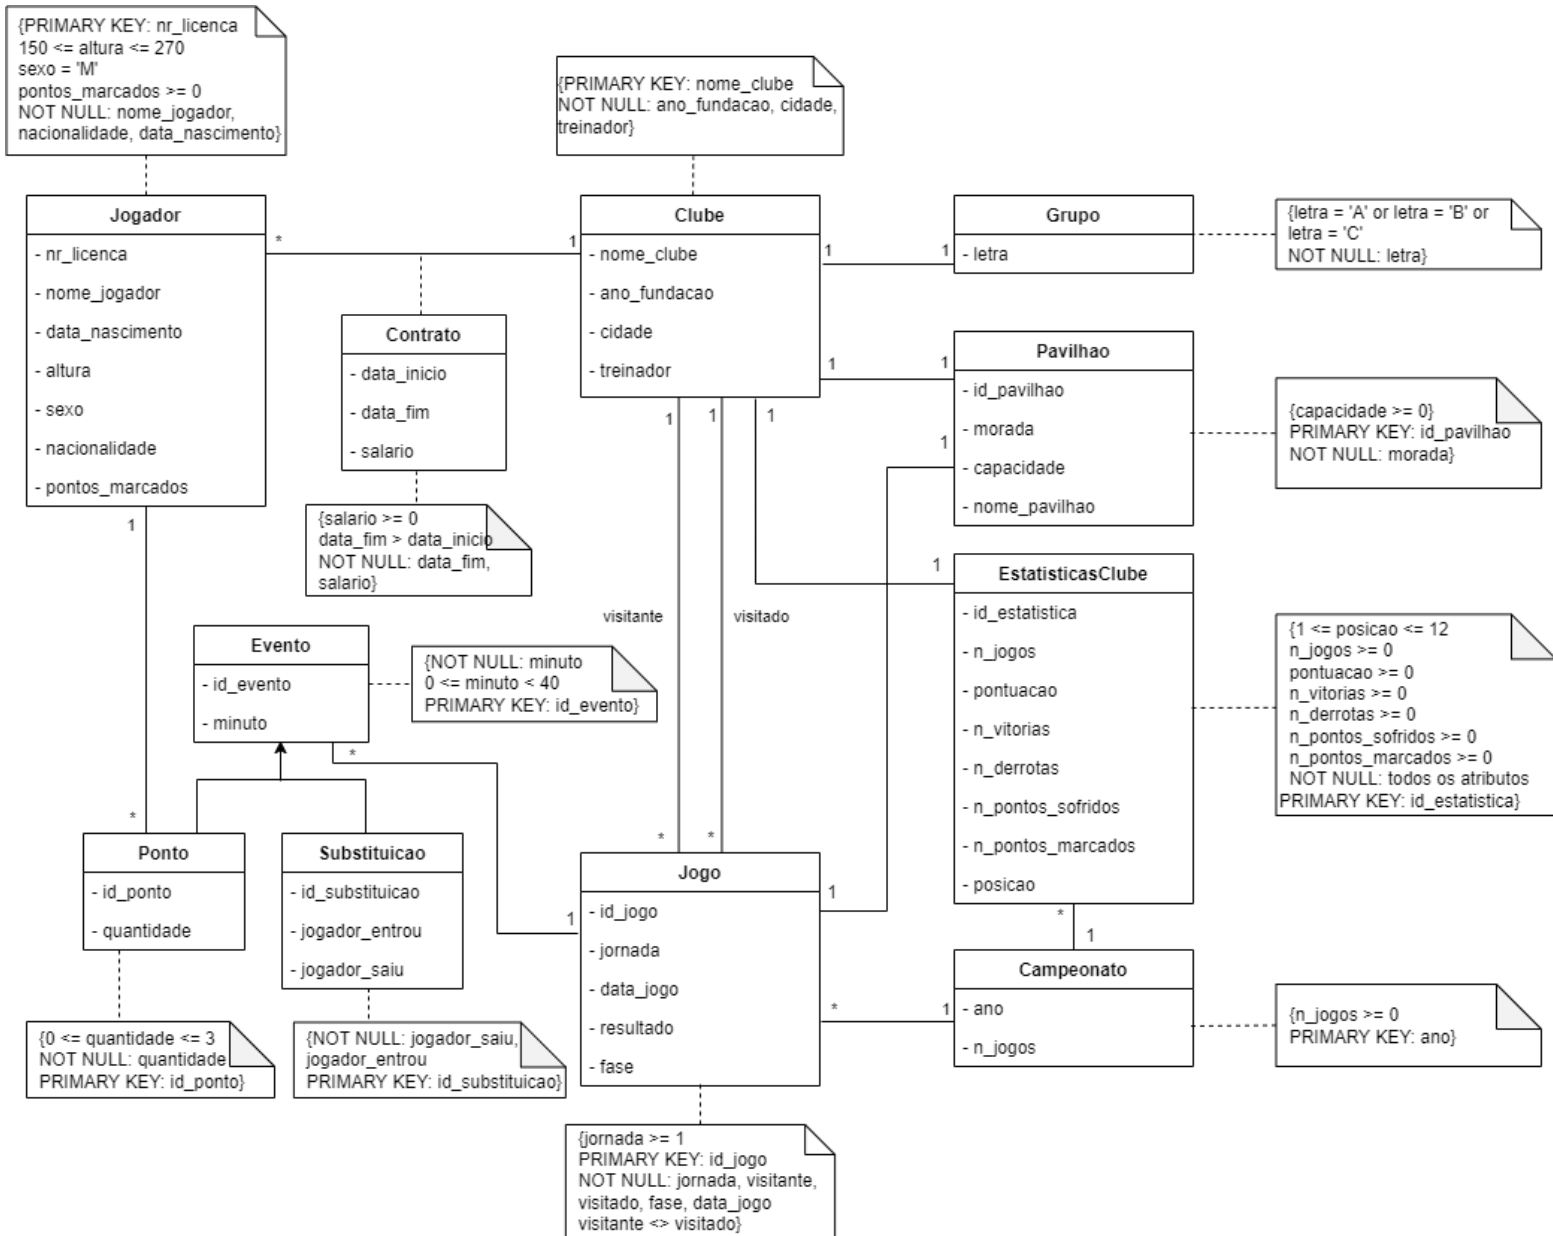 {PRIMARY KEY: nr_licenca
150 <= altura <= 270
sexo = 'M'
pontos_marcados >= 0
NOT NULL: nome_jogador,
nacionalidade, data_nascimento}
{PRIMARY KEY: nome_clube
NOT NULL: ano_fundacao, cidade,
treinador}
Jogador
- nr_licenca
- nome_jogador
- data_nascimento
- altura
- sexo
- nacionalidade
- pontos_marcados
*
1
Clube
- nome_clube
- ano_fundacao
- cidade
- treinador
1
1
Grupo
- letra
{letra = 'A' or letra = 'B' or
letra = 'C'
NOT NULL: letra}
Contrato
- data_inicio
- data_fim
- salario
{salario >= 0
data_fim > data_inicio
NOT NULL: data_fim,
salario}
1
1
Pavilhao
- id_pavilhao
- morada
- capacidade
- nome_pavilhao
{capacidade >= 0}
PRIMARY KEY: id_pavilhao
NOT NULL: morada}
1
1
1
1
1
1
EstatisticasClube
- id_estatistica
- n_jogos
- pontuacao
- n_vitorias
- n_derrotas
- n_pontos_sofridos
- n_pontos_marcados
- posicao
{1 <= posicao <= 12
n_jogos >= 0
pontuacao >= 0
n_vitorias >= 0
n_derrotas >= 0
n_pontos_sofridos >= 0
n_pontos_marcados >= 0
NOT NULL: todos os atributos
PRIMARY KEY: id_estatistica}
visitante
visitado
Evento
- id_evento
- minuto
{NOT NULL: minuto
0 <= minuto < 40
PRIMARY KEY: id_evento}
*
*
Ponto
- id_ponto
- quantidade
Substituicao
- id_substituicao
- jogador_entrou
- jogador_saiu
{0 <= quantidade <= 3
NOT NULL: quantidade
PRIMARY KEY: id_ponto}
{NOT NULL: jogador_saiu,
jogador_entrou
PRIMARY KEY: id_substituicao}
*
*
1
1
Jogo
- id_jogo
- jornada
- data_jogo
- resultado
- fase
{jornada >= 1
PRIMARY KEY: id_jogo
NOT NULL: jornada, visitante,
visitado, fase, data_jogo
visitante <> visitado}
*
1
*
1
Campeonato
- ano
- n_jogos
{n_jogos >= 0
PRIMARY KEY: ano}